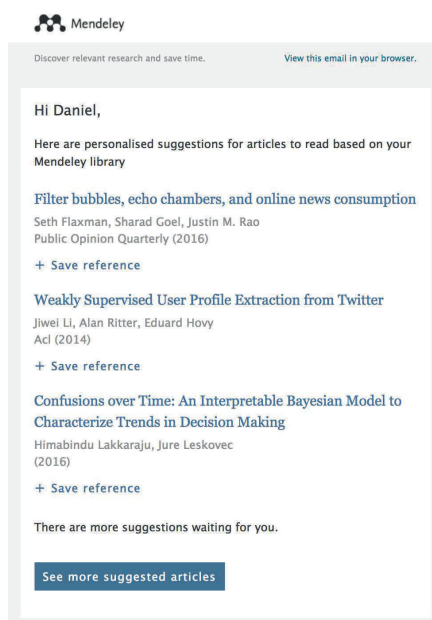 Mendeley
Discover relevant research and save time. View this email in your browser.
Hi Daniel,
Here are personalised suggestions for articles to read based on your
Mendeley library
Filter bubbles, echo chambers, and online news consumption
Seth Flaxman, Sharad Goel, Justin M. Rao
Public Opinion Quarterly (2016)
+ Save reference
Weakly Supervised User Profile Extraction from Twitter
Jiwei Li, Alan Ritter, Eduard Hovy
Acl (2014)
+ Save reference
Confusions over Time: An Interpretable Bayesian Model to
Characterize Trends in Decision Making
Himabindu Lakkaraju, Jure Leskovec
(2016)
+ Save reference
There are more suggestions waiting for you.
See more suggested articles